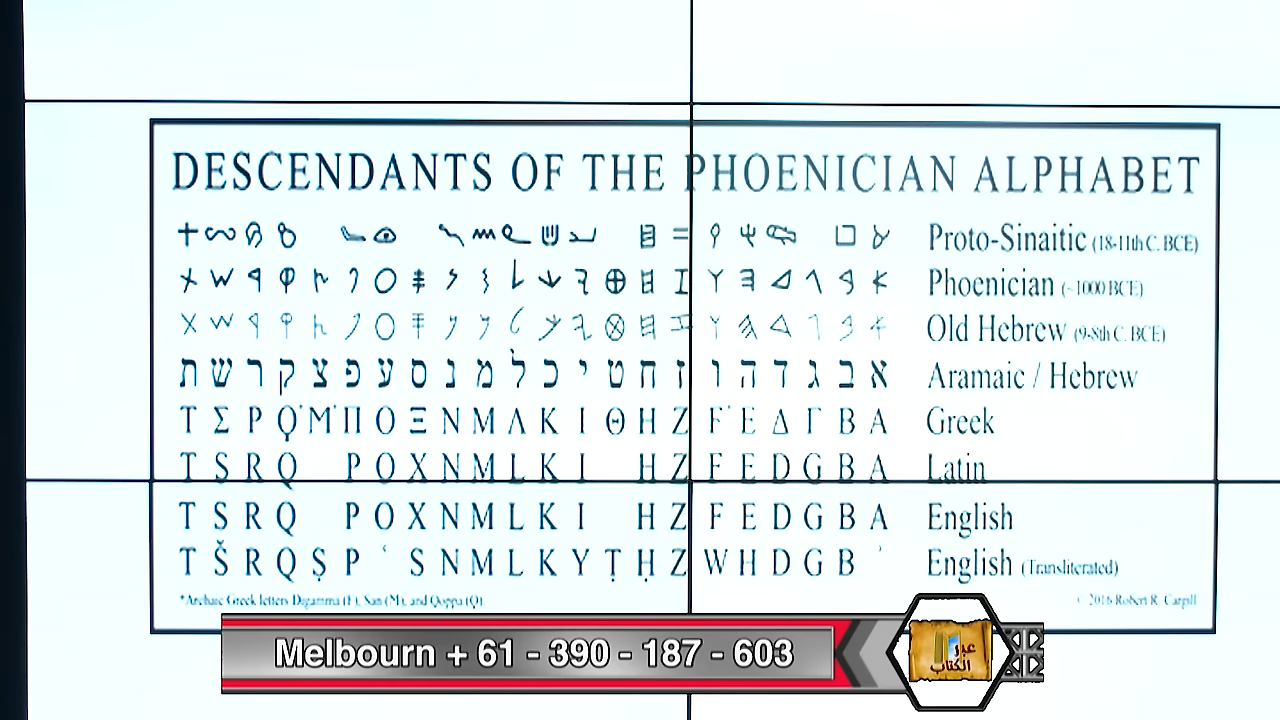 DESCENDANTS OF THE PHOENICIAN ALPHABET
Proto-Sinaitic (18-11th C. BCE)
𐤀 𐤁 𐤂 𐤃 𐤄 𐤅 𐤆 𐤇 𐤈 𐤉 𐤊 𐤋 𐤌 𐤍 𐤎 𐤏 𐤐 𐤑 𐤒 𐤓 𐤔 𐤕 Phoenician (~1000 BCE)
Old Hebrew (9-8th C. BCE)
א ב ג ד ה ו ז ח ט י כ ל מ נ ס ע פ צ ק ר ש ת Aramaic / Hebrew
Τ Σ Ρ Ϙ* Μ* Π Ο Ξ Ν Μ Λ Κ Ι Θ Η Ζ F* Ε Δ Γ Β Α Greek
T S R Q P O X N M L K I H Z F E D G B A Latin
T S R Q P O X N M L K I H Z F E D G B A English
T Š R Q Ṣ P ʿ S N M L K Y Ṭ Ḥ Z W H D G B ʾ English (Transliterated)
*Archaic Greek letters Digamma (F), San (M), and Qoppa (Q)
© 2016 Robert R. Cargill
Melbourn + 61 - 390 - 187 - 603
عبر الكتاب